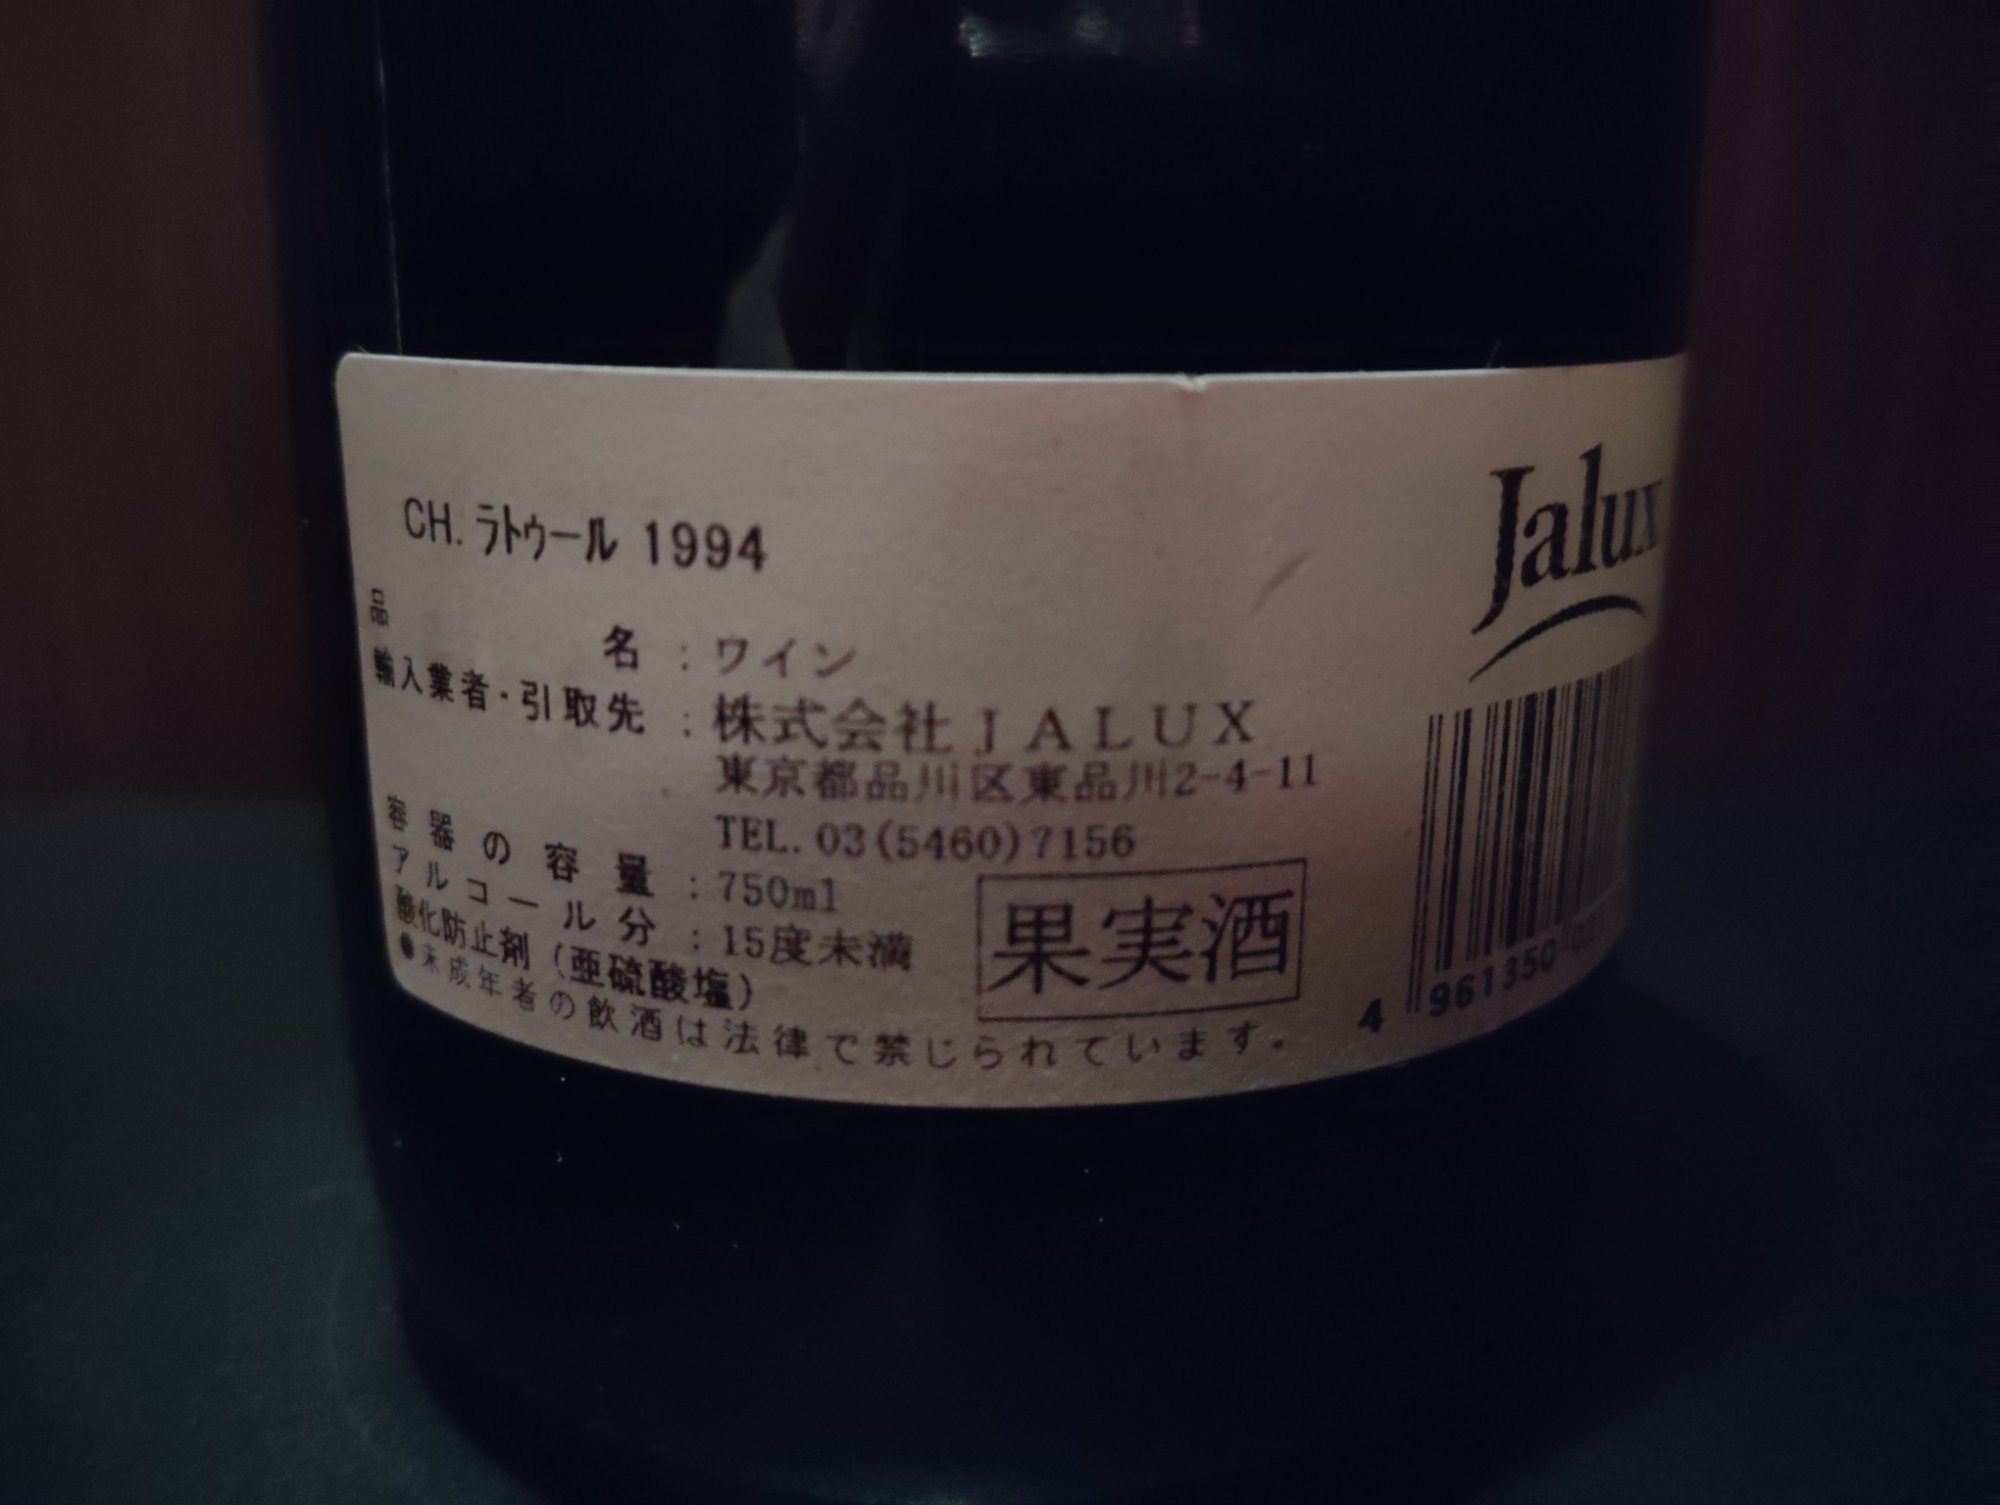 CH. ラトゥール 1994
Jalux
品名 : ワイン
輸入業者・引取先 : 株式会社JALUX
東京都品川区東品川2-4-11
TEL. 03(5460)7156
容器の容量 : 750ml
アルコール分 : 15度未満
酸化防止剤(亜硫酸塩)
果実酒
●未成年者の飲酒は法律で禁じられています。
4 961350